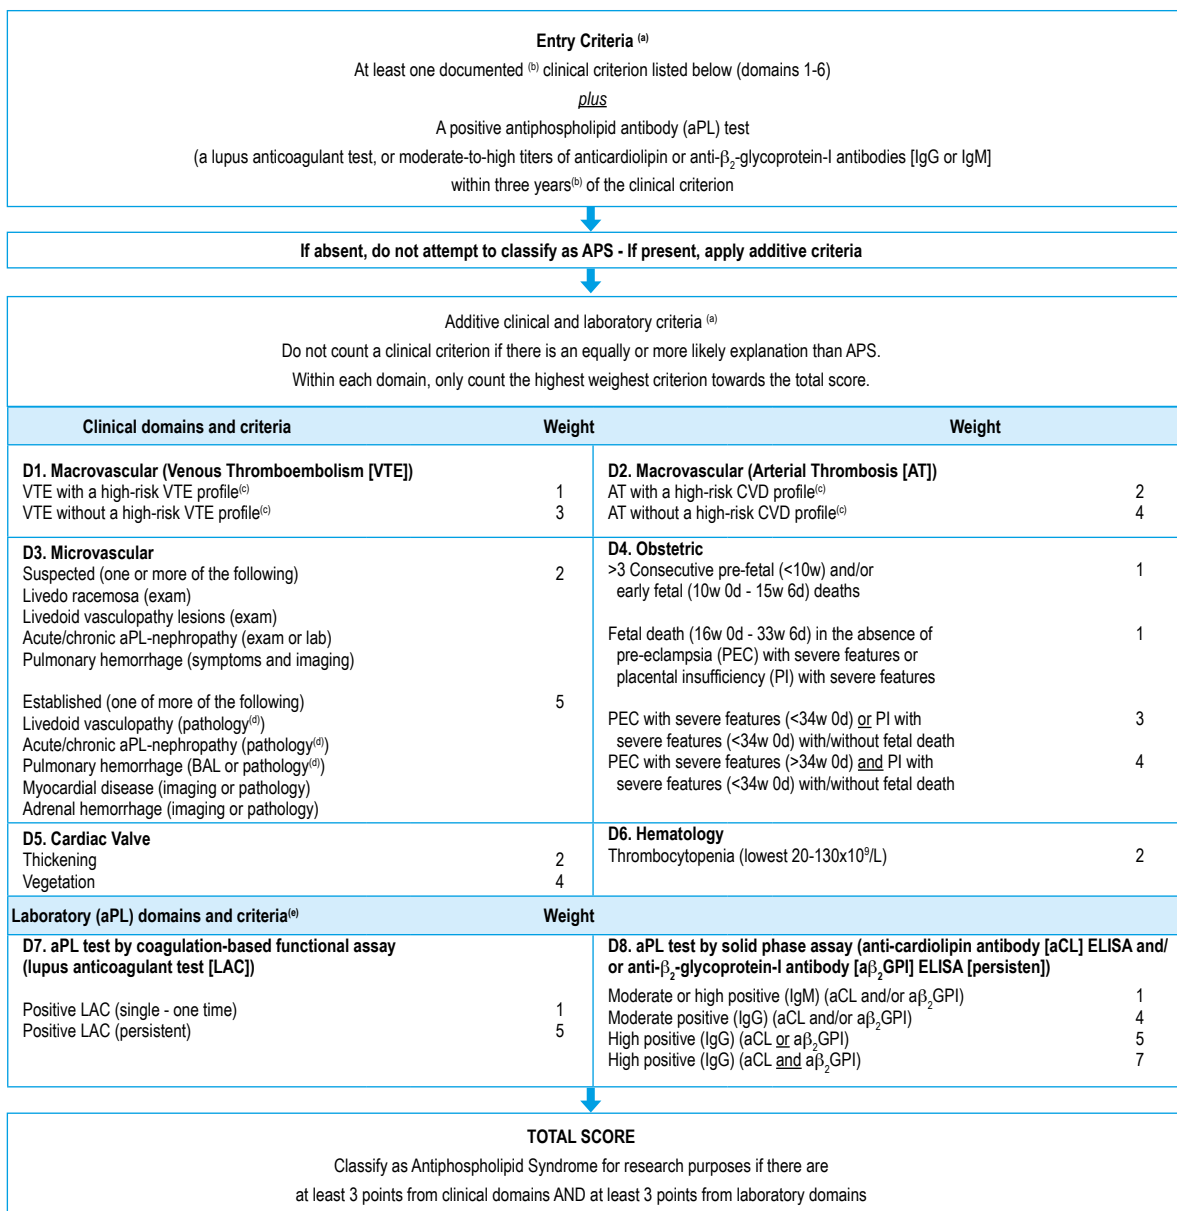 Entry Criteria (a)
At least one documented (b) clinical criterion listed below (domains 1-6)
plus
A positive antiphospholipid antibody (aPL) test
(a lupus anticoagulant test, or moderate-to-high titers of anticardiolipin or anti-β2-glycoprotein-I antibodies [IgG or IgM]
within three years(b) of the clinical criterion
If absent, do not attempt to classify as APS - If present, apply additive criteria
Additive clinical and laboratory criteria (a)
Do not count a clinical criterion if there is an equally or more likely explanation than APS.
Within each domain, only count the highest weighest criterion towards the total score.
Clinical domains and criteria Weight Weight
D1. Macrovascular (Venous Thromboembolism [VTE])
VTE with a high-risk VTE profile(c) 1
VTE without a high-risk VTE profile(c) 3
D2. Macrovascular (Arterial Thrombosis [AT])
AT with a high-risk CVD profile(c) 2
AT without a high-risk CVD profile(c) 4
D3. Microvascular
Suspected (one or more of the following) 2
Livedo racemosa (exam)
Livedoid vasculopathy lesions (exam)
Acute/chronic aPL-nephropathy (exam or lab)
Pulmonary hemorrhage (symptoms and imaging)
Established (one of more of the following) 5
Livedoid vasculopathy (pathology(d))
Acute/chronic aPL-nephropathy (pathology(d))
Pulmonary hemorrhage (BAL or pathology(d))
Myocardial disease (imaging or pathology)
Adrenal hemorrhage (imaging or pathology)
D4. Obstetric
>3 Consecutive pre-fetal (<10w) and/or 1
early fetal (10w 0d - 15w 6d) deaths
Fetal death (16w 0d - 33w 6d) in the absence of 1
pre-eclampsia (PEC) with severe features or
placental insufficiency (PI) with severe features
PEC with severe features (<34w 0d) or PI with 3
severe features (<34w 0d) with/without fetal death
PEC with severe features (>34w 0d) and PI with 4
severe features (<34w 0d) with/without fetal death
D5. Cardiac Valve
Thickening 2
Vegetation 4
D6. Hematology
Thrombocytopenia (lowest 20-130x10⁹/L) 2
Laboratory (aPL) domains and criteria(e) Weight
D7. aPL test by coagulation-based functional assay
(lupus anticoagulant test [LAC])
Positive LAC (single - one time) 1
Positive LAC (persistent) 5
D8. aPL test by solid phase assay (anti-cardiolipin antibody [aCL] ELISA and/
or anti-β2-glycoprotein-I antibody [aβ2GPI] ELISA [persisten])
Moderate or high positive (IgM) (aCL and/or aβ2GPI) 1
Moderate positive (IgG) (aCL and/or aβ2GPI) 4
High positive (IgG) (aCL or aβ2GPI) 5
High positive (IgG) (aCL and aβ2GPI) 7
TOTAL SCORE
Classify as Antiphospholipid Syndrome for research purposes if there are
at least 3 points from clinical domains AND at least 3 points from laboratory domains